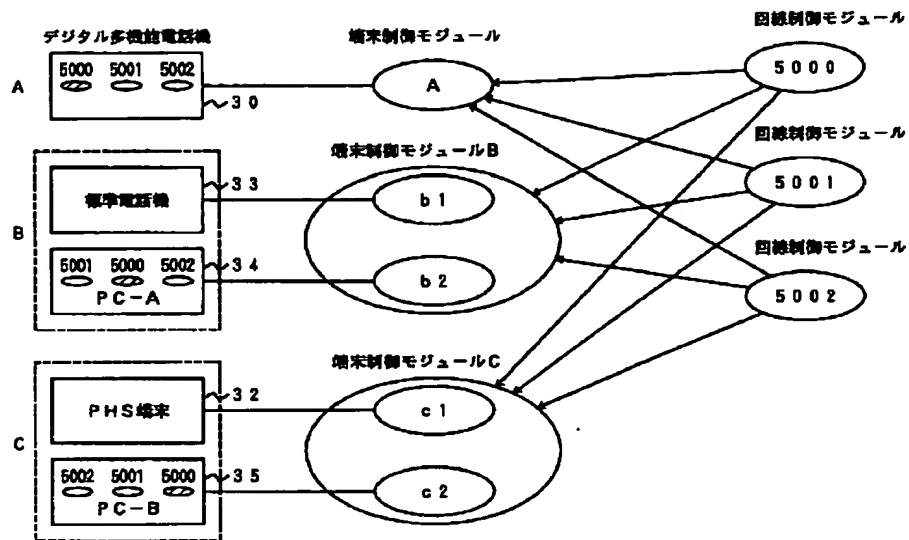 デジタル多機能電話機
端末制御モジュール
回線制御モジュール
A
5000 5001 5002
30
A
5000
端末制御モジュールB
回線制御モジュール
B
標準電話機
33
b1
5001
5001 5000 5002
PC-A
34
b2
回線制御モジュール
5002
端末制御モジュールC
C
PHS端末
32
c1
5002 5001 5000
PC-B
35
c2